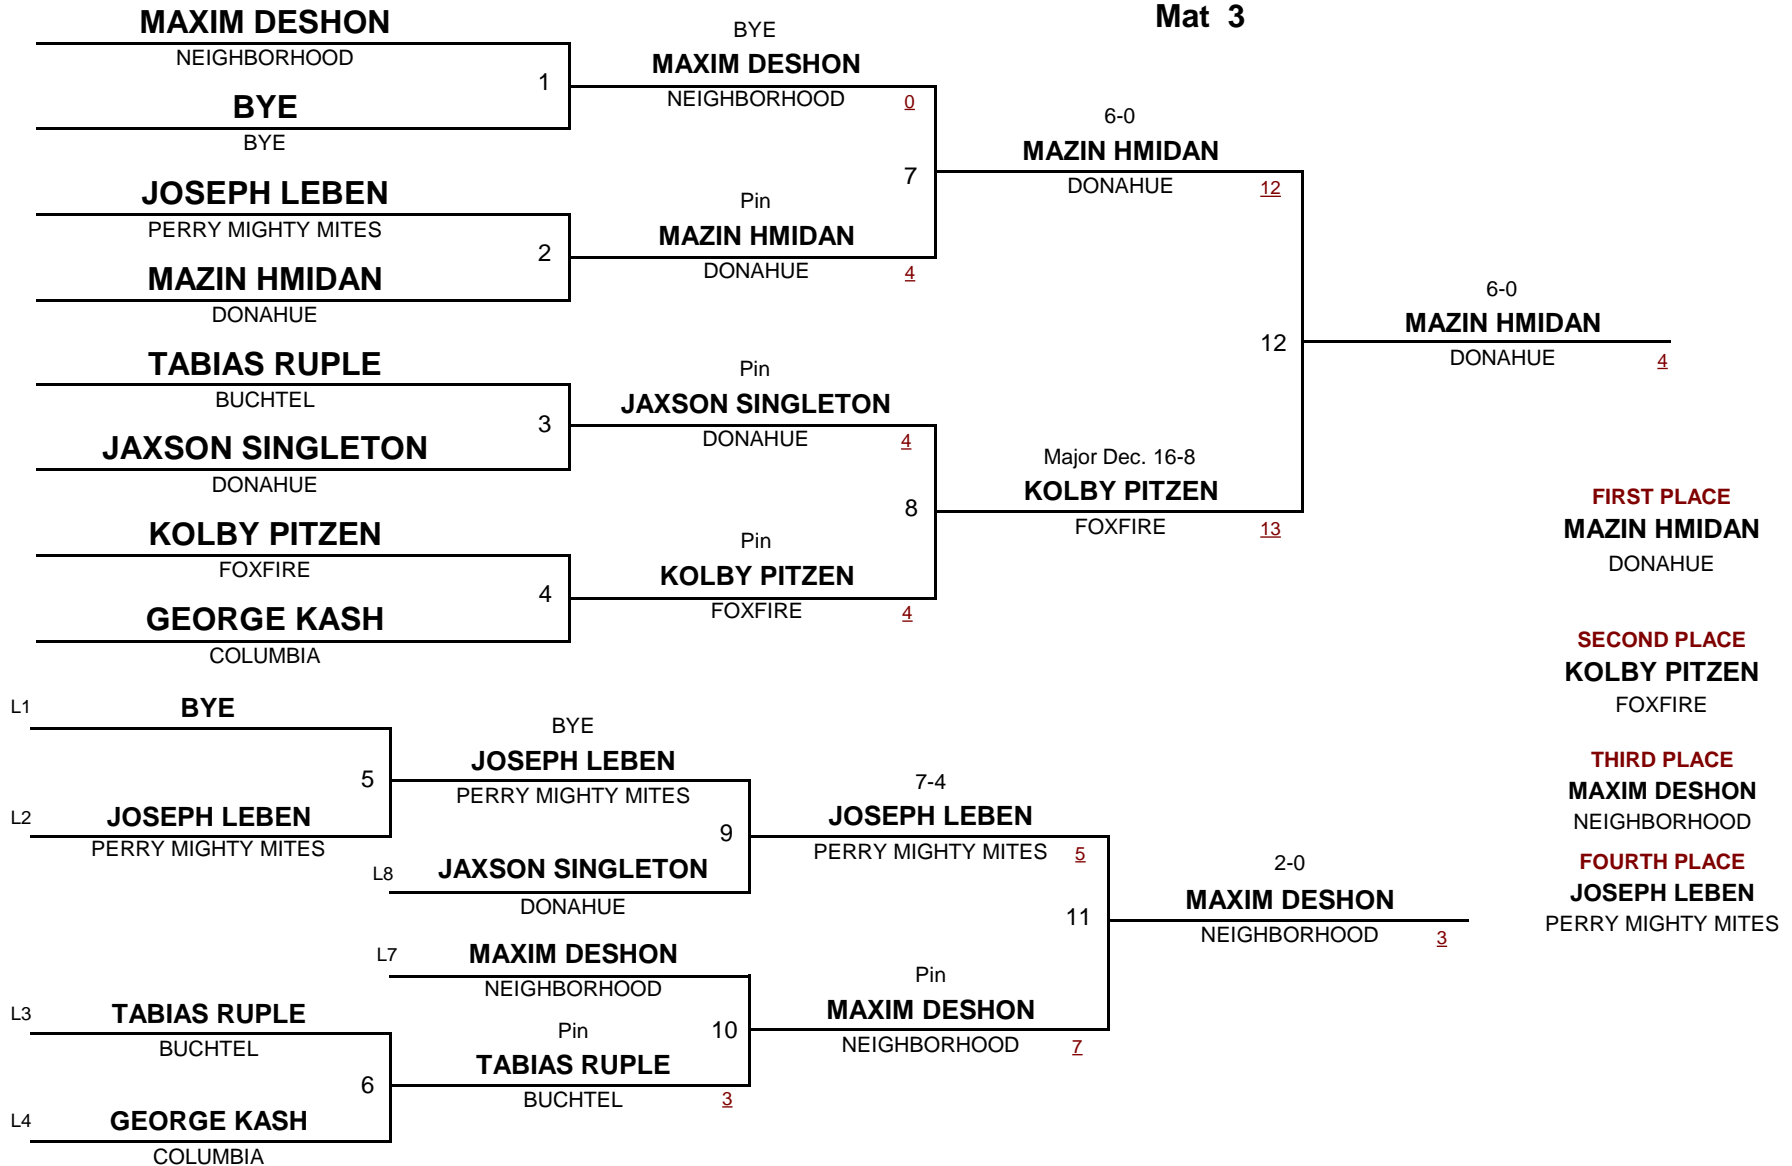 Mat 3
MAXIM DESHON
NEIGHBORHOOD
1
BYE
BYE
JOSEPH LEBEN
PERRY MIGHTY MITES
2
MAZIN HMIDAN
DONAHUE
TABIAS RUPLE
BUCHTEL
3
JAXSON SINGLETON
DONAHUE
KOLBY PITZEN
FOXFIRE
4
GEORGE KASH
COLUMBIA
BYE
MAXIM DESHON
NEIGHBORHOOD 0
7
Pin
MAZIN HMIDAN
DONAHUE 4
Pin
JAXSON SINGLETON
DONAHUE 4
8
Pin
KOLBY PITZEN
FOXFIRE 4
6-0
MAZIN HMIDAN
DONAHUE 12
12
Major Dec. 16-8
KOLBY PITZEN
FOXFIRE 13
6-0
MAZIN HMIDAN
DONAHUE 4
FIRST PLACE
MAZIN HMIDAN
DONAHUE
SECOND PLACE
KOLBY PITZEN
FOXFIRE
THIRD PLACE
MAXIM DESHON
NEIGHBORHOOD
FOURTH PLACE
JOSEPH LEBEN
PERRY MIGHTY MITES
L1 BYE
5
L2 JOSEPH LEBEN
PERRY MIGHTY MITES
BYE
JOSEPH LEBEN
PERRY MIGHTY MITES
9
L8 JAXSON SINGLETON
DONAHUE
L7 MAXIM DESHON
NEIGHBORHOOD
10
L3 TABIAS RUPLE
BUCHTEL
6
L4 GEORGE KASH
COLUMBIA
Pin
TABIAS RUPLE
BUCHTEL 3
7-4
JOSEPH LEBEN
PERRY MIGHTY MITES 5
11
Pin
MAXIM DESHON
NEIGHBORHOOD 7
2-0
MAXIM DESHON
NEIGHBORHOOD 3